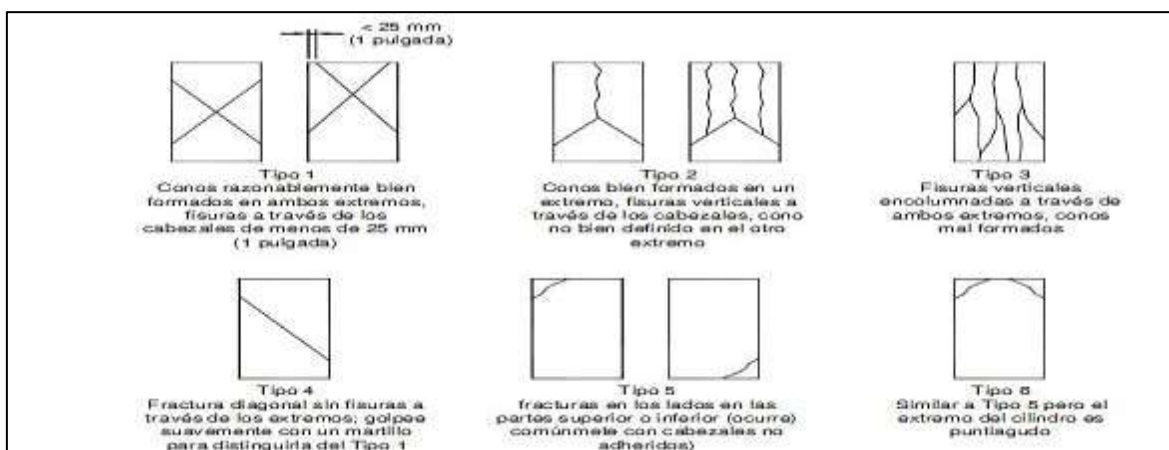 < 25 mm
(1 pulgada)
Tipo 1
Conos razonablemente bien
formados en ambos extremos,
fisuras a través de los
cabezales de menos de 25 mm
(1 pulgada)
Tipo 2
Conos bien formados en un
extremo, fisuras verticales a
través de los cabezales, cono
no bien definido en el otro
extremo
Tipo 3
Fisuras verticales
encolumnadas a través de
ambos extremos, conos
mal formados
Tipo 4
Fractura diagonal sin fisuras a
través de los extremos; golpee
suavemente con un martillo
para distinguirla del Tipo 1
Tipo 5
fracturas en los lados en las
partes superior o inferior (ocurre)
comúnmete con cabezales no
adheridos)
Tipo 6
Similar a Tipo 5 pero el
extremo del cilindro es
puntiagudo